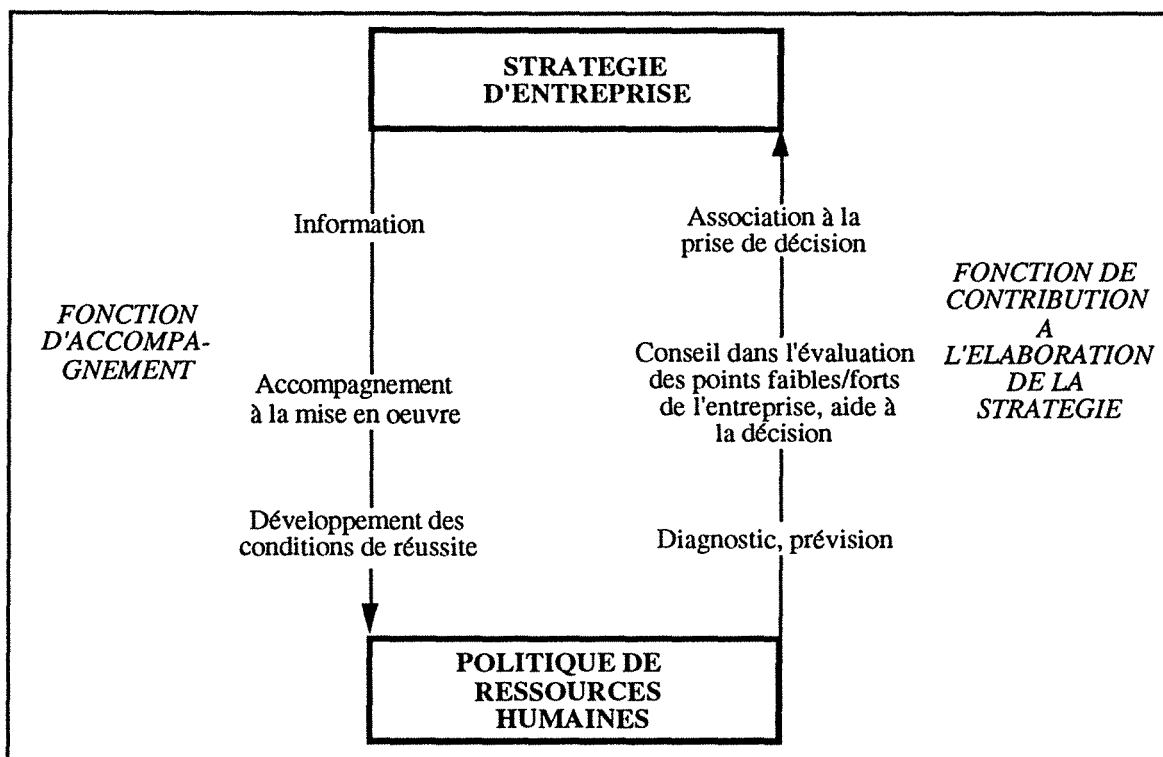 STRATEGIE
D'ENTREPRISE
Information
Association à la
prise de décision
FONCTION
D'ACCOMPA-
GNEMENT
FONCTION DE
CONTRIBUTION
A
L'ELABORATION
DE LA
STRATEGIE
Accompagnement
à la mise en oeuvre
Conseil dans l'évaluation
des points faibles/forts
de l'entreprise, aide à
la décision
Développement des
conditions de réussite
Diagnostic, prévision
POLITIQUE DE
RESSOURCES
HUMAINES